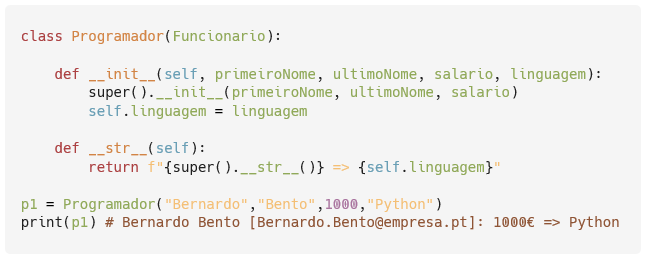 class Programador(Funcionario):
    def __init__(self, primeiroNome, ultimoNome, salario, linguagem):
        super().__init__(primeiroNome, ultimoNome, salario)
        self.linguagem = linguagem
    def __str__(self):
        return f"{super().__str__()} => {self.linguagem}"
p1 = Programador("Bernardo","Bento",1000,"Python")
print(p1) # Bernardo Bento [Bernardo.Bento@empresa.pt]: 1000€ => Python